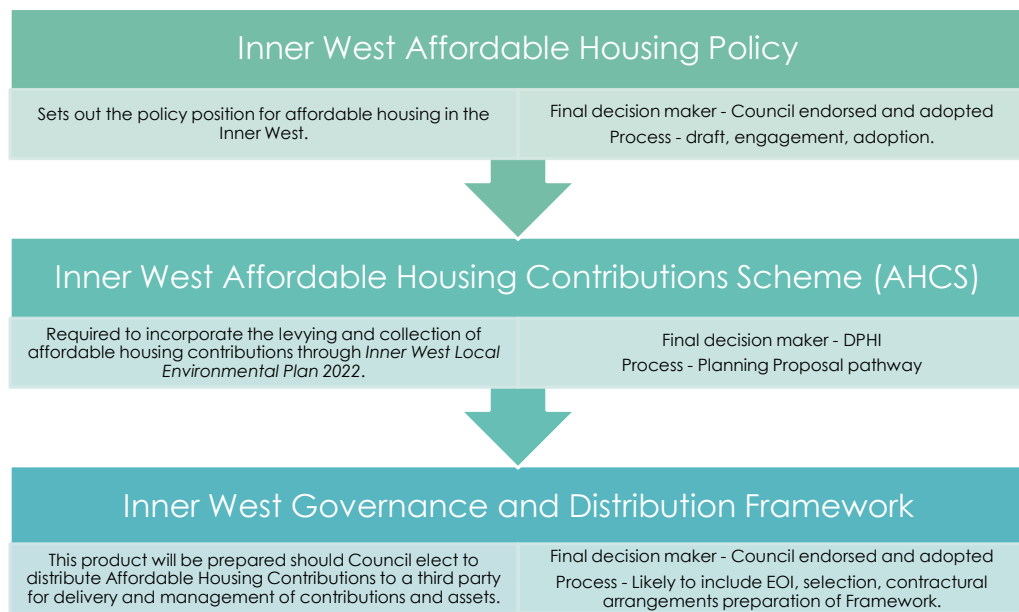 Inner West Affordable Housing Policy
Sets out the policy position for affordable housing in the
Inner West.
Final decision maker - Council endorsed and adopted
Process - draft, engagement, adoption.
Inner West Affordable Housing Contributions Scheme (AHCS)
Required to incorporate the levying and collection of
affordable housing contributions through Inner West Local
Environmental Plan 2022.
Final decision maker - DPHI
Process - Planning Proposal pathway
Inner West Governance and Distribution Framework
This product will be prepared should Council elect to
distribute Affordable Housing Contributions to a third party
for delivery and management of contributions and assets.
Final decision maker - Council endorsed and adopted
Process - Likely to include EOI, selection, contractural
arrangements preparation of Framework.